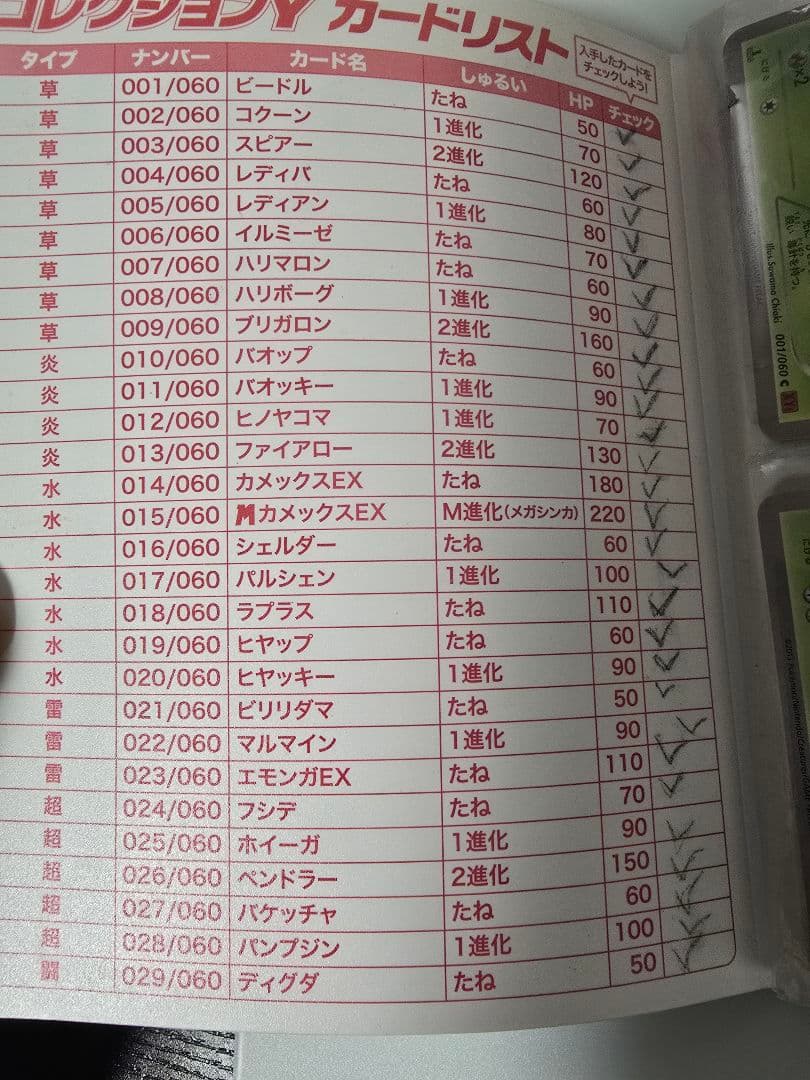 コレクションY カードリスト
入手したカードを
チェックしよう!
タイプ ナンバー カード名 しゅるい HP チェック
草 001/060 ビードル たね 50
草 002/060 コクーン 1進化 70
草 003/060 スピアー 2進化 120
草 004/060 レディバ たね 60
草 005/060 レディアン 1進化 80
草 006/060 イルミーゼ たね 70
草 007/060 ハリマロン たね 60
草 008/060 ハリボーグ 1進化 90
草 009/060 ブリガロン 2進化 160
炎 010/060 バオップ たね 60
炎 011/060 バオッキー 1進化 90
炎 012/060 ヒノヤコマ 1進化 70
炎 013/060 ファイアロー 2進化 130
水 014/060 カメックスEX たね 180
水 015/060 MカメックスEX M進化(メガシンカ) 220
水 016/060 シェルダー たね 60
水 017/060 パルシェン 1進化 100
水 018/060 ラプラス たね 110
水 019/060 ヒヤップ たね 60
水 020/060 ヒヤッキー 1進化 90
雷 021/060 ビリリダマ たね 50
雷 022/060 マルマイン 1進化 90
雷 023/060 エモンガEX たね 110
超 024/060 フシデ たね 70
超 025/060 ホイーガ 1進化 90
超 026/060 ペンドラー 2進化 150
超 027/060 バケッチャ たね 60
超 028/060 パンプジン 1進化 100
闘 029/060 ディグダ たね 50
にげる
毒針を持つ。
Illus. Suwama Chiaki
001/060 C XY